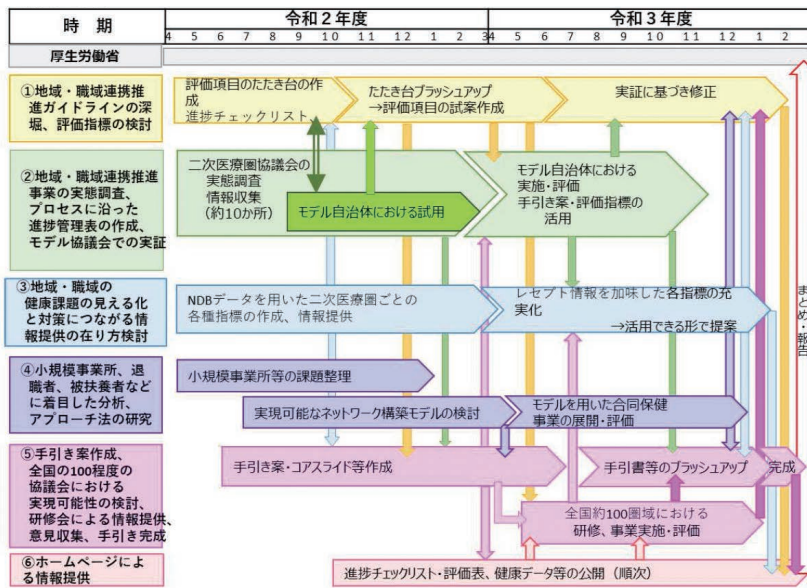 時　期
令和２年度
令和３年度
4 5 6 7 8 9 10 11 12 1 2 3 4 5 6 7 8 9 10 11 12 1 2
厚生労働省
①地域・職域連携推
進ガイドラインの深
堀、評価指標の検討
評価項目のたたき台の作
成
進捗チェックリスト、
たたき台ブラッシュアップ
→評価項目の試案作成
実証に基づき修正
②地域・職域連携推進
事業の実態調査、
プロセスに沿った
進捗管理表の作成、
モデル協議会での実証
二次医療圏協議会の
実態調査
情報収集
（約10か所）
モデル自治体における試用
モデル自治体における
実施・評価
手引き案・評価指標の
活用
③地域・職域の
健康課題の見える化
と対策につながる情
報提供の在り方検討
NDBデータを用いた二次医療圏ごとの
各種指標の作成、情報提供
レセプト情報を加味した各指標の充
実化
→活用できる形で提案
まとめ・報告
④小規模事業所、退
職者、被扶養者など
に着目した分析、
アプローチ法の研究
小規模事業所等の課題整理
実現可能なネットワーク構築モデルの検討
モデルを用いた合同保健
事業の展開・評価
⑤手引き案作成、
全国の100程度の
協議会における
実現可能性の検討、
研修会による情報提供、
意見収集、手引き完成
手引き案・コアスライド等作成
手引書等のブラッシュアップ
完成
全国約100圏域における
研修、事業実施・評価
⑥ホームページによ
る情報提供
進捗チェックリスト・評価表、健康データ等の公開（順次）